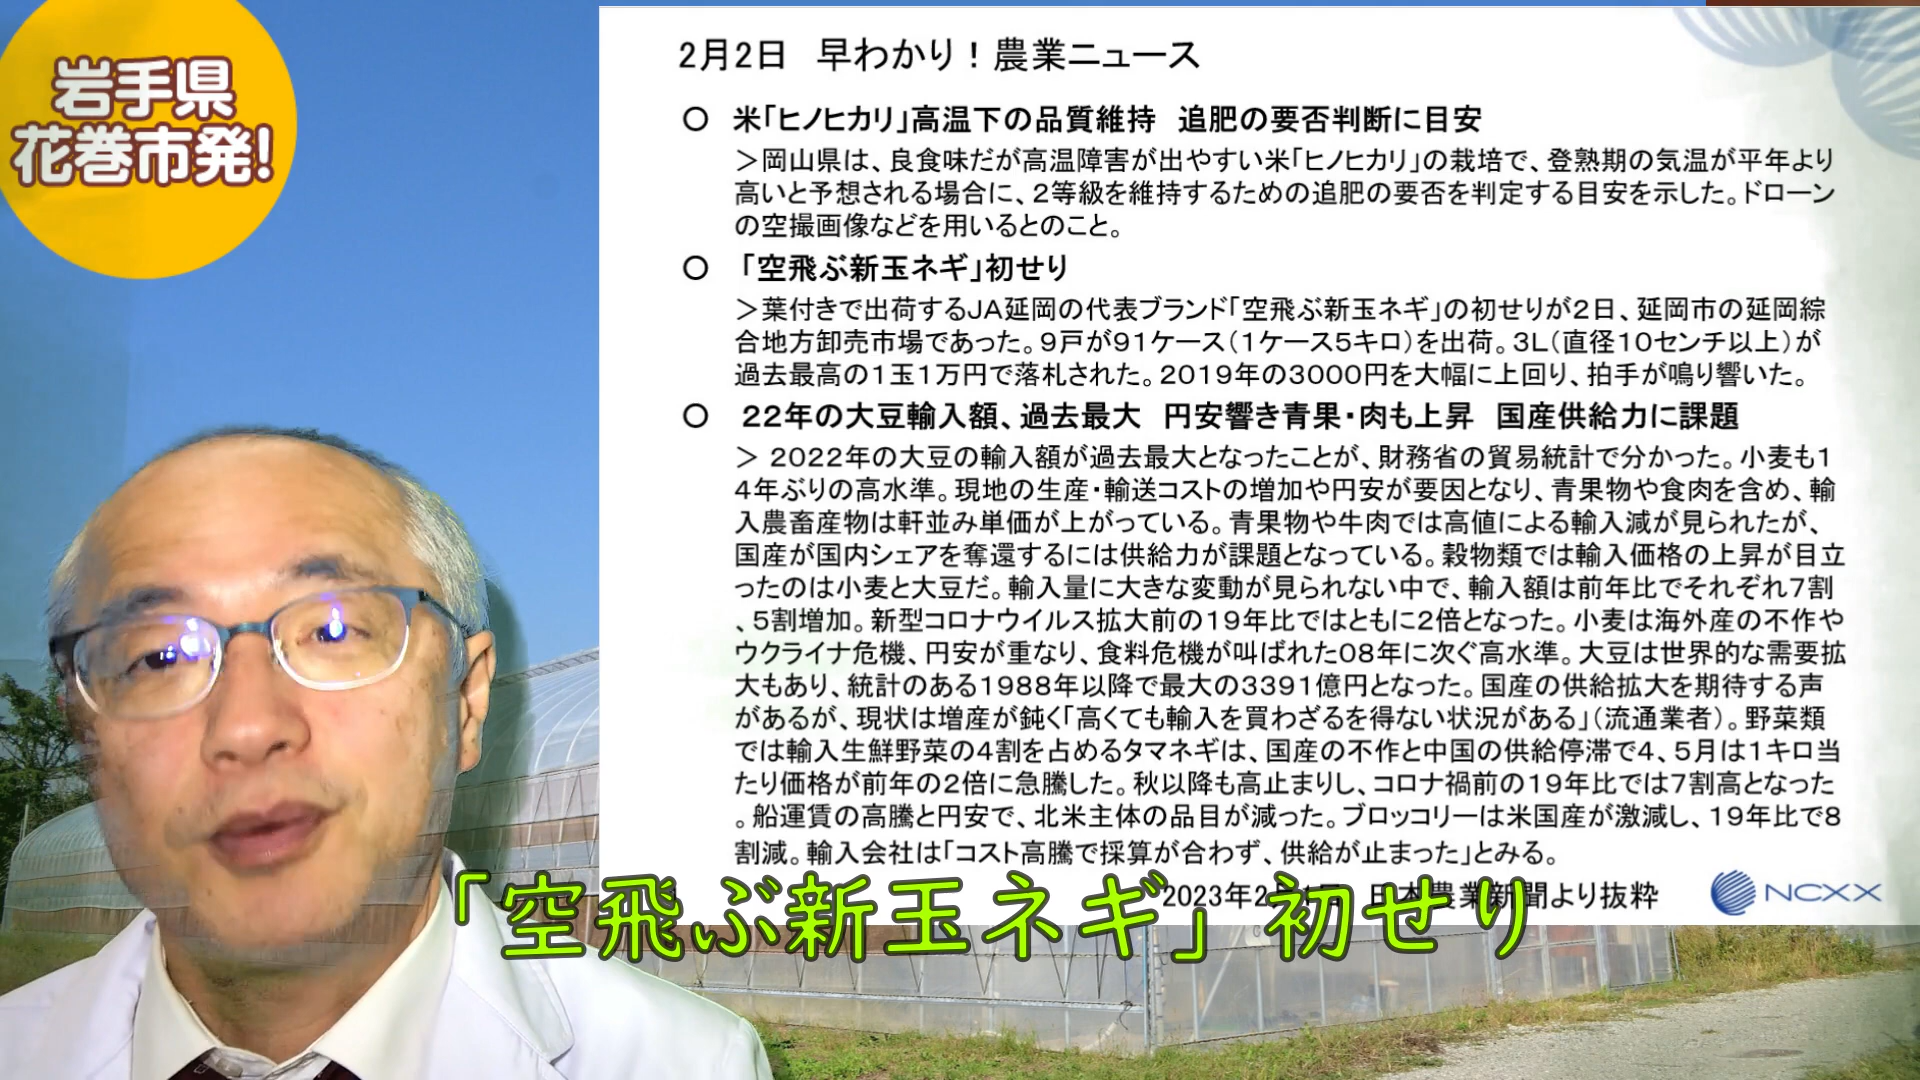 岩手県
花巻市発!
2月2日 早わかり！農業ニュース
○ 米「ヒノヒカリ」高温下の品質維持 追肥の要否判断に目安
＞岡山県は、良食味だが高温障害が出やすい米「ヒノヒカリ」の栽培で、登熟期の気温が平年より
高いと予想される場合に、２等級を維持するための追肥の要否を判定する目安を示した。ドローン
の空撮画像などを用いるとのこと。
○ 「空飛ぶ新玉ネギ」初せり
＞葉付きで出荷するJA延岡の代表ブランド「空飛ぶ新玉ネギ」の初せりが２日、延岡市の延岡綜
合地方卸売市場であった。９戸が９１ケース（１ケース５キロ）を出荷。３L（直径１０センチ以上）が
過去最高の１玉１万円で落札された。２０１９年の３０００円を大幅に上回り、拍手が鳴り響いた。
○ ２２年の大豆輸入額、過去最大 円安響き青果・肉も上昇 国産供給力に課題
＞ ２０２２年の大豆の輸入額が過去最大となったことが、財務省の貿易統計で分かった。小麦も１
４年ぶりの高水準。現地の生産・輸送コストの増加や円安が要因となり、青果物や食肉を含め、輸
入農畜産物は軒並み単価が上がっている。青果物や牛肉では高値による輸入減が見られたが、
国産が国内シェアを奪還するには供給力が課題となっている。穀物類では輸入価格の上昇が目立
ったのは小麦と大豆だ。輸入量に大きな変動が見られない中で、輸入額は前年比でそれぞれ７割
、５割増加。新型コロナウイルス拡大前の１９年比ではともに２倍となった。小麦は海外産の不作や
ウクライナ危機、円安が重なり、食料危機が叫ばれた０８年に次ぐ高水準。大豆は世界的な需要拡
大もあり、統計のある１９８８年以降で最大の３３９１億円となった。国産の供給拡大を期待する声
があるが、現状は増産が鈍く「高くても輸入を買わざるを得ない状況がある」（流通業者）。野菜類
では輸入生鮮野菜の４割を占めるタマネギは、国産の不作と中国の供給停滞で４、５月は１キロ当
たり価格が前年の２倍に急騰した。秋以降も高止まりし、コロナ禍前の１９年比では７割高となった
。船運賃の高騰と円安で、北米主体の品目が減った。ブロッコリーは米国産が激減し、１９年比で８
割減。輸入会社は「コスト高騰で採算が合わず、供給が止まった」とみる。
2023年2月 日本農業新聞より抜粋
NCXX
「空飛ぶ新玉ネギ」初せり